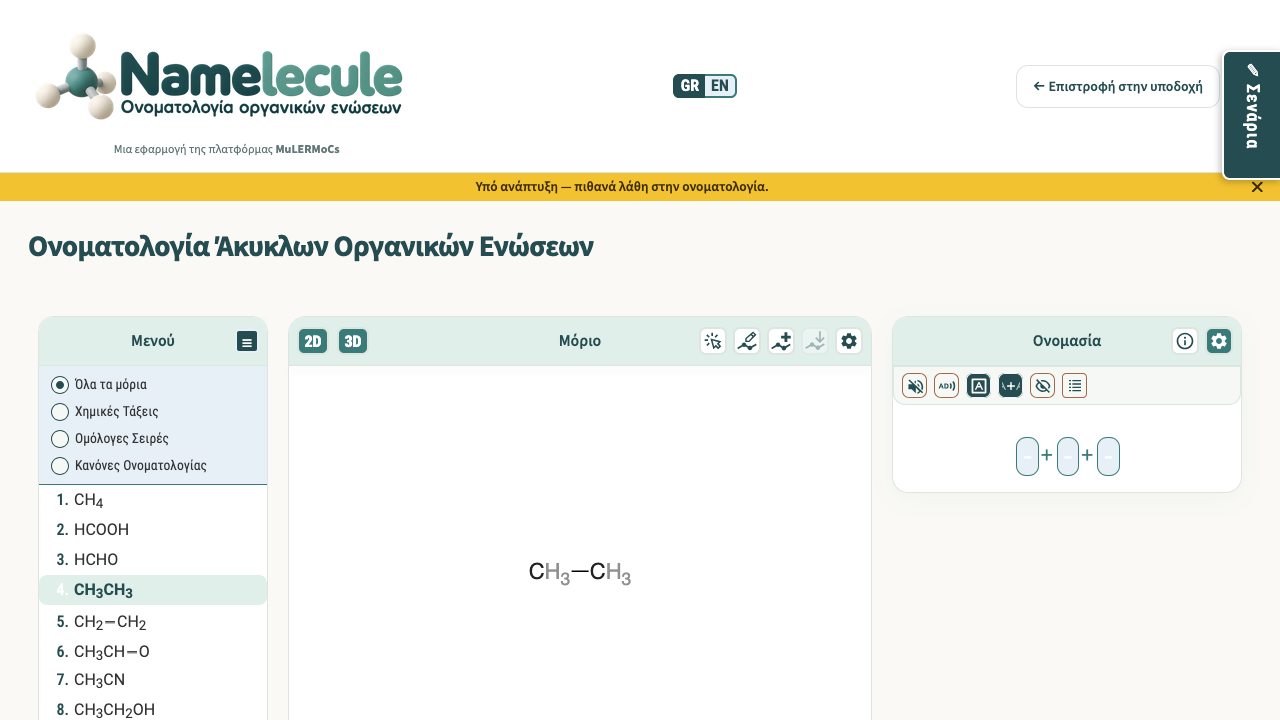 Namelecule
Ονοματολογία οργανικών ενώσεων
Μια εφαρμογή της πλατφόρμας MuLERMoCs
GR EN
← Επιστροφή στην υποδοχή
✎ Σενάρια
Υπό ανάπτυξη — πιθανά λάθη στην ονοματολογία.
Ονοματολογία Άκυκλων Οργανικών Ενώσεων
Μενού
Όλα τα μόρια
Χημικές Τάξεις
Ομόλογες Σειρές
Κανόνες Ονοματολογίας
1. CH4
2. HCOOH
3. HCHO
4. CH3CH3
5. CH2–CH2
6. CH3CH–O
7. CH3CN
8. CH3CH2OH
2D 3D Μόριο
CH3—CH3
Ονομασία
AD A +
- + - + -